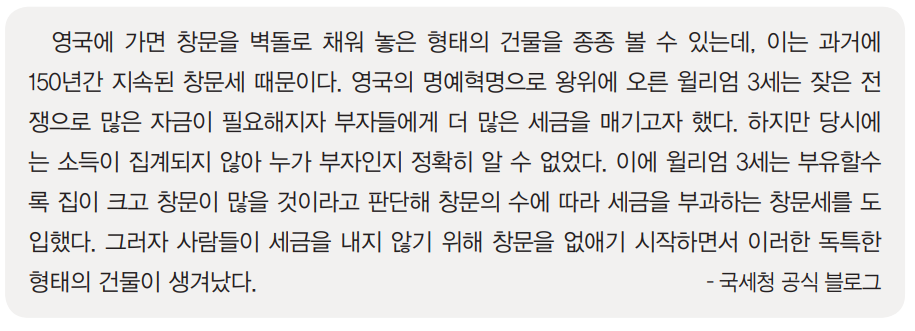 영국에 가면 창문을 벽돌로 채워 놓은 형태의 건물을 종종 볼 수 있는데, 이는 과거에
150년간 지속된 창문세 때문이다. 영국의 명예혁명으로 왕위에 오른 윌리엄 3세는 잦은 전
쟁으로 많은 자금이 필요해지자 부자들에게 더 많은 세금을 매기고자 했다. 하지만 당시에
는 소득이 집계되지 않아 누가 부자인지 정확히 알 수 없었다. 이에 윌리엄 3세는 부유할수
록 집이 크고 창문이 많을 것이라고 판단해 창문의 수에 따라 세금을 부과하는 창문세를 도
입했다. 그러자 사람들이 세금을 내지 않기 위해 창문을 없애기 시작하면서 이러한 독특한
형태의 건물이 생겨났다. - 국세청 공식 블로그